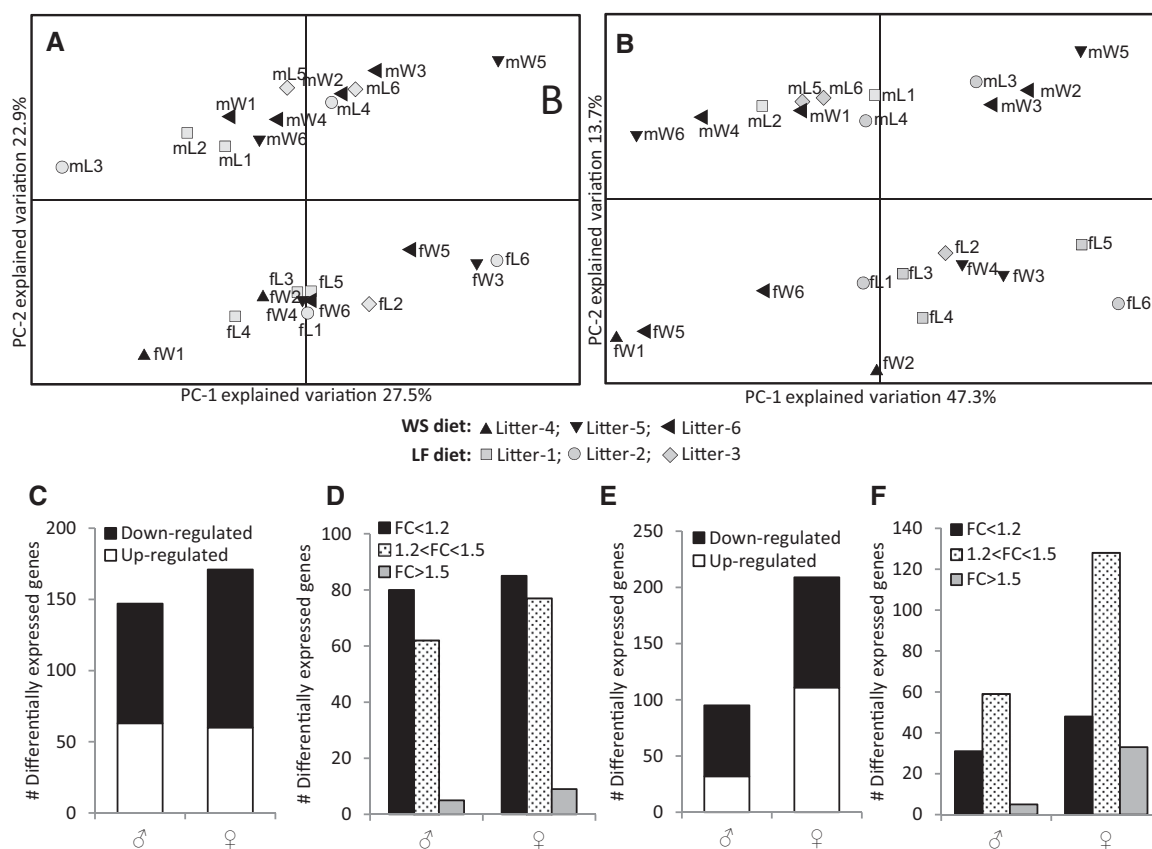 A
mL5
mW2
mW3
mW5
mL6
mL4
mW1
mW4
mW6
mL2
mL1
mL3
B
fW5
fW3
fL6
fL3
fL5
fW2
fW4
fW6
fL1
fL2
fL4
fW1
PC-2 explained variation 22.9%
PC-1 explained variation 27.5%
B
mW5
mL3
mW2
mW3
mL5
mL6
mL1
mL2
mW1
mL4
mW4
mW6
fL5
fL2
fW4
fW3
fL3
fL1
fW6
fL6
fL4
fW5
fW1
fW2
PC-2 explained variation 13.7%
PC-1 explained variation 47.3%
WS diet: ▲ Litter-4; ▼ Litter-5; ◀ Litter-6
LF diet: Litter-1; Litter-2; Litter-3
C
# Differentially expressed genes
200
150
100
50
0
Down-regulated
Up-regulated
♂ ♀
D
# Differentially expressed genes
100
80
60
40
20
0
FC<1.2
1.2<FC<1.5
FC>1.5
♂ ♀
E
# Differentially expressed genes
250
200
150
100
50
0
Down-regulated
Up-regulated
♂ ♀
F
# Differentially expressed genes
140
120
100
80
60
40
20
0
FC<1.2
1.2<FC<1.5
FC>1.5
♂ ♀